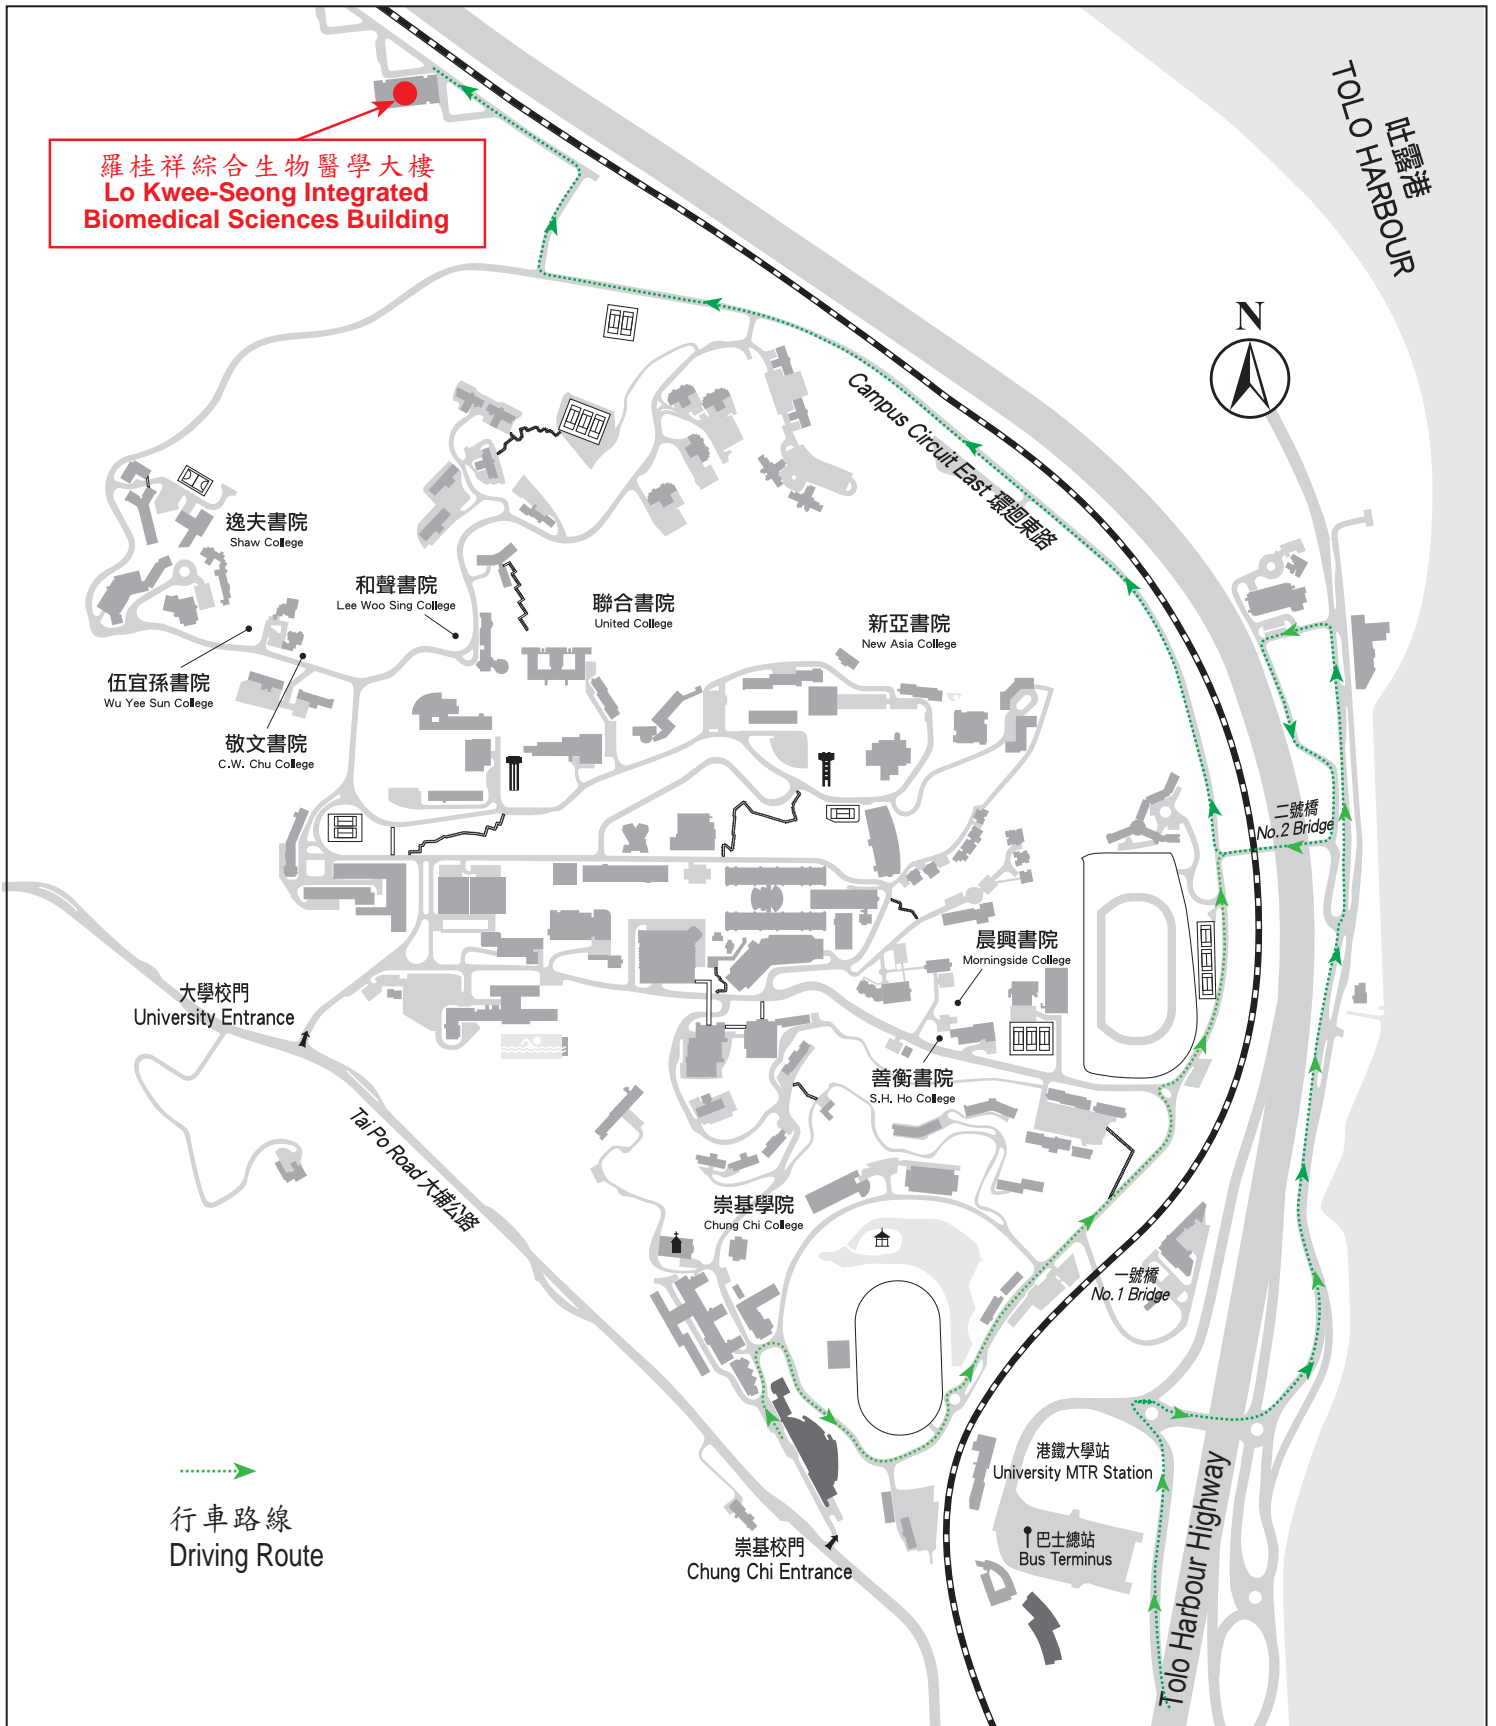 吐露港
TOLO HARBOUR
羅桂祥綜合生物醫學大樓
Lo Kwee-Seong Integrated
Biomedical Sciences Building
N
Campus Circuit East 環迴東路
逸夫書院
Shaw College
和聲書院
Lee Woo Sing College
聯合書院
United College
新亞書院
New Asia College
伍宜孫書院
Wu Yee Sun College
敬文書院
C.W. Chu College
二號橋
No.2 Bridge
晨興書院
Morningside College
大學校門
University Entrance
善衡書院
S.H. Ho College
Tai Po Road 大埔公路
崇基學院
Chung Chi College
一號橋
No.1 Bridge
港鐵大學站
University MTR Station
巴士總站
Bus Terminus
Tolo Harbour Highway
崇基校門
Chung Chi Entrance
行車路線
Driving Route